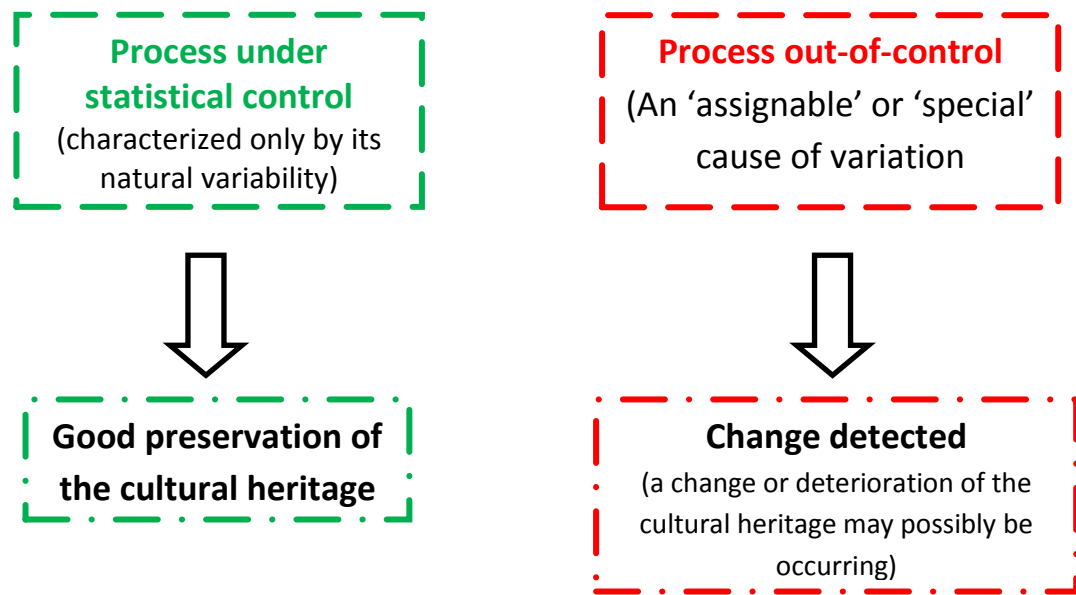 Process under
statistical control
(characterized only by its
natural variability)
Good preservation of
the cultural heritage
Process out-of-control
(An ‘assignable’ or ‘special’
cause of variation
Change detected
(a change or deterioration of the
cultural heritage may possibly be
occurring)